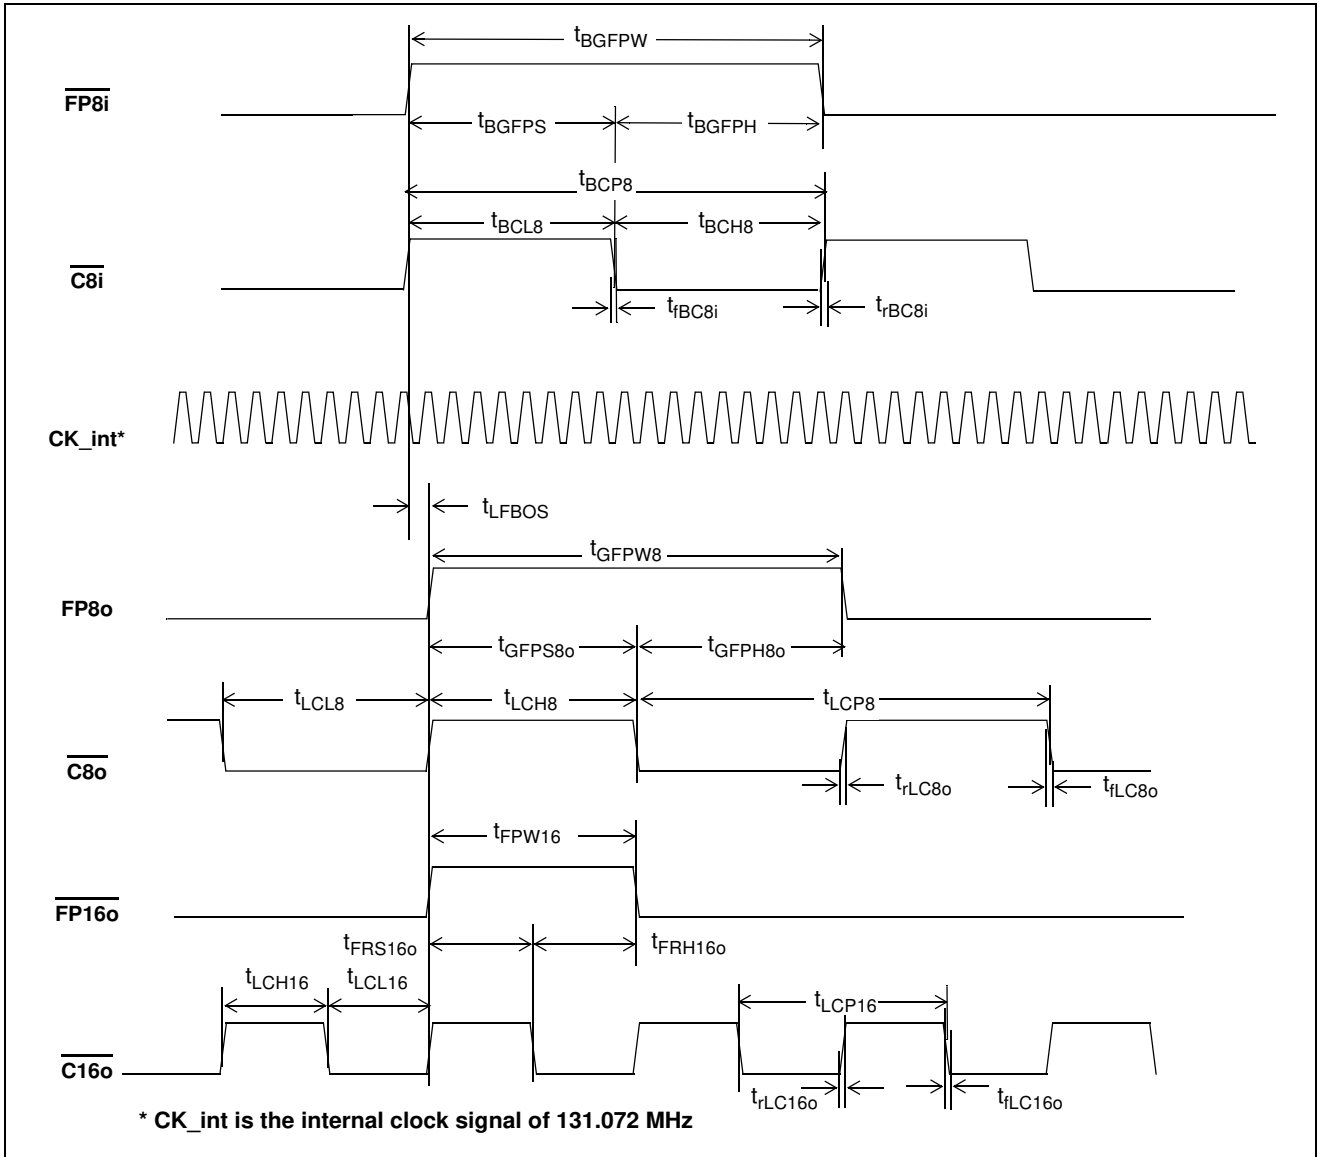 tBGFPW
FP8i
tBGFPS tBGFPH
tBCP8
tBCL8 tBCH8
C8i
tfBC8i trBC8i
CK_int*
tLFBOS
tGFPW8
FP8o
tGFPS8o tGFPH8o
tLCL8 tLCH8 tLCP8
C8o
trLC8o tfLC8o
tFPW16
FP16o
tFRS16o tFRH16o
tLCH16 tLCL16
tLCP16
C16o
trLC16o tfLC16o
* CK_int is the internal clock signal of 131.072 MHz